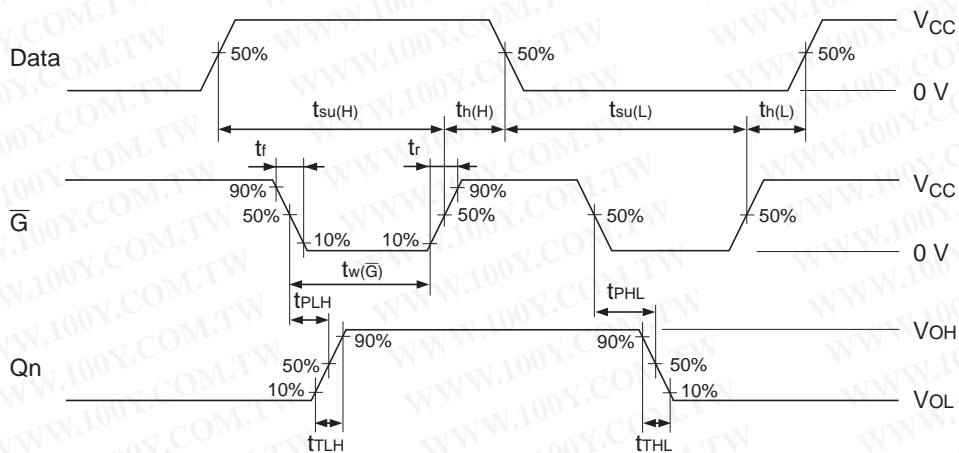 Data
50%
50%
50%
VCC
0 V
tsu(H)
th(H)
tsu(L)
th(L)
tf
tr
G̅
90%
50%
10%
10%
90%
50%
50%
50%
VCC
0 V
tw(G̅)
tPLH
tPHL
Qn
90%
50%
10%
90%
50%
10%
VOH
VOL
tTLH
tTHL
WWW.100Y.COM.TW